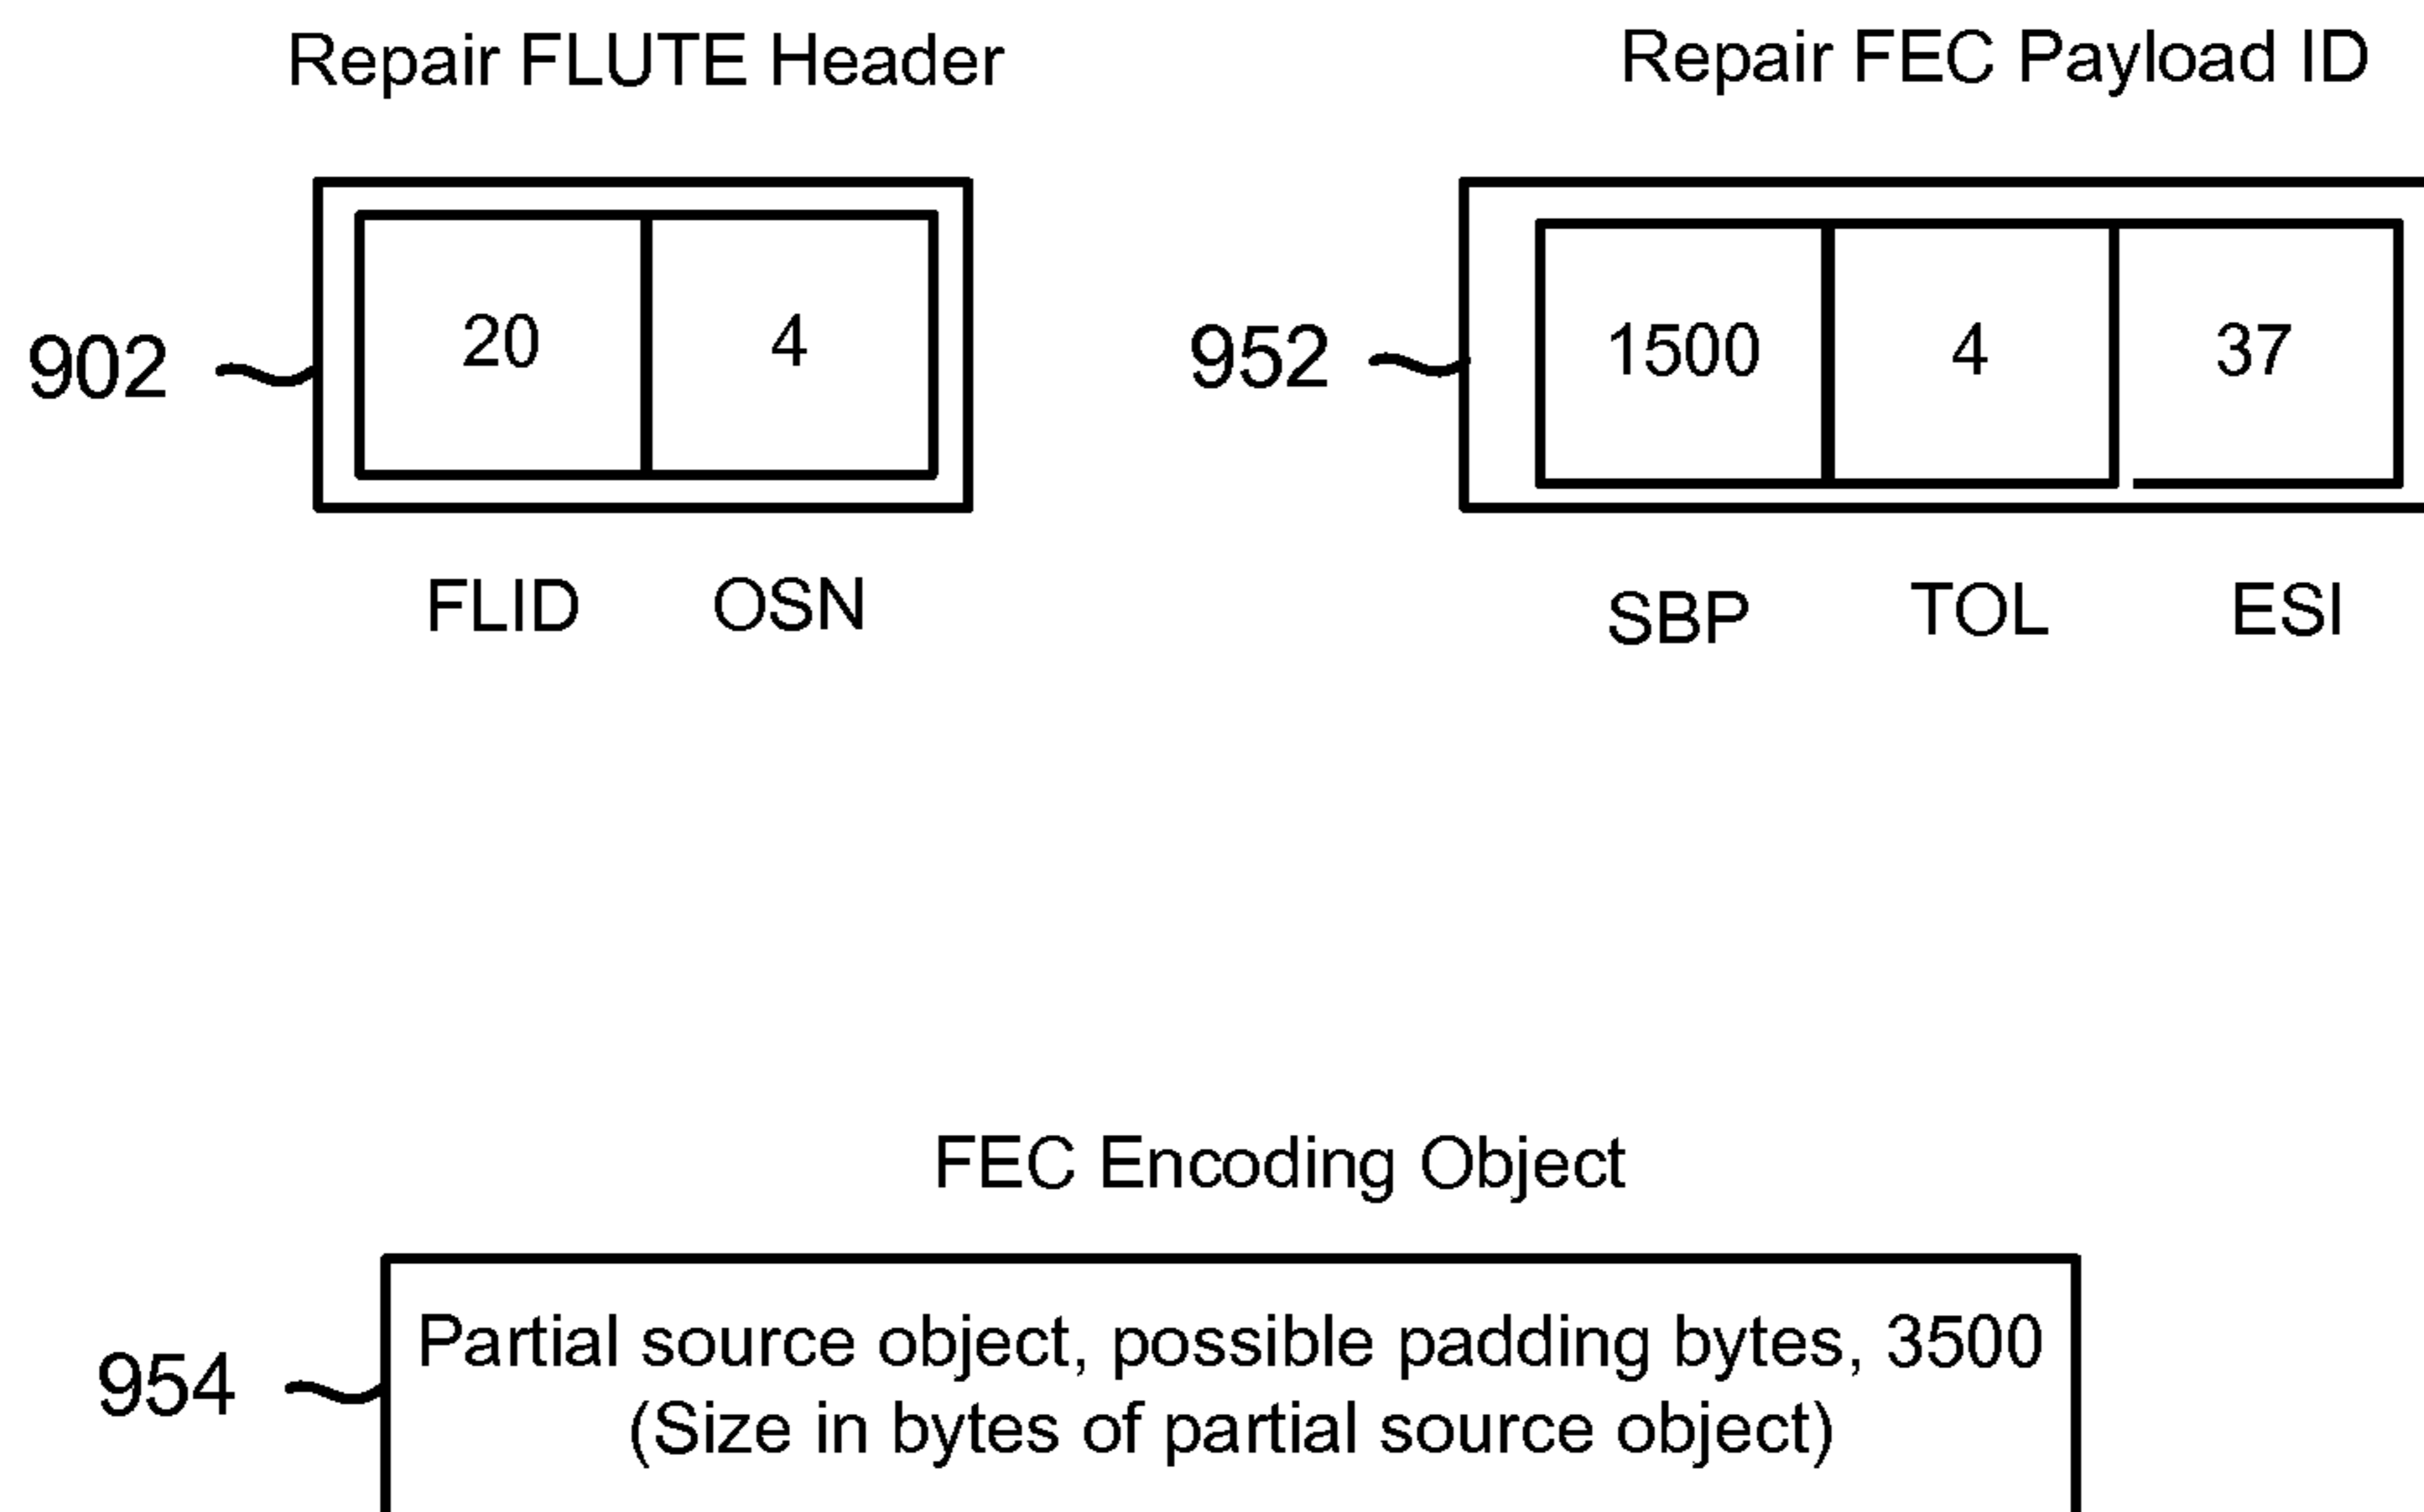 Repair FLUTE Header
Repair FEC Payload ID
902
20
4
952
1500
4
37
FLID
OSN
SBP
TOL
ESI
FEC Encoding Object
954
Partial source object, possible padding bytes, 3500
(Size in bytes of partial source object)